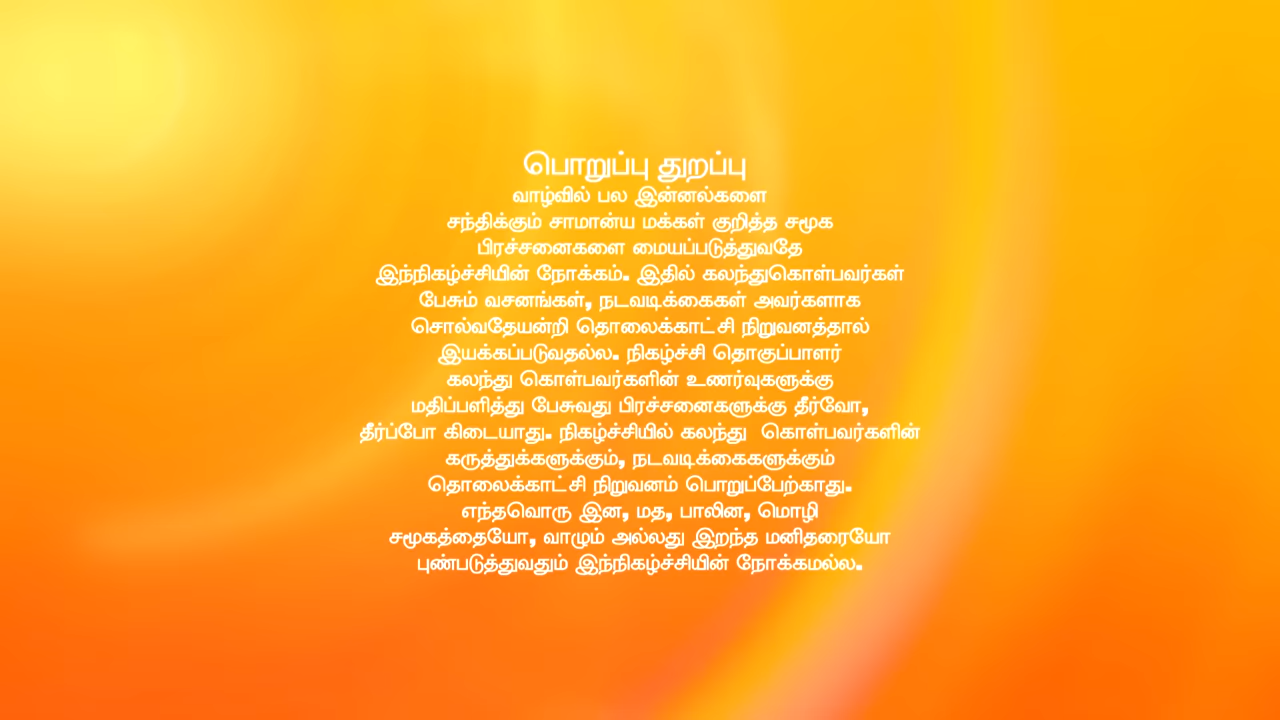 பொறுப்பு துறப்பு
வாழ்வில் பல இன்னல்களை
சந்திக்கும் சாமான்ய மக்கள் குறித்த சமூக
பிரச்சனைகளை மையப்படுத்துவதே
இந்நிகழ்ச்சியின் நோக்கம். இதில் கலந்துகொள்பவர்கள்
பேசும் வசனங்கள், நடவடிக்கைகள் அவர்களாக
சொல்வதேயன்றி தொலைக்காட்சி நிறுவனத்தால்
இயக்கப்படுவதல்ல. நிகழ்ச்சி தொகுப்பாளர்
கலந்து கொள்பவர்களின் உணர்வுகளுக்கு
மதிப்பளித்து பேசுவது பிரச்சனைகளுக்கு தீர்வோ,
தீர்ப்போ கிடையாது. நிகழ்ச்சியில் கலந்து கொள்பவர்களின்
கருத்துக்களுக்கும், நடவடிக்கைகளுக்கும்
தொலைக்காட்சி நிறுவனம் பொறுப்பேற்காது.
எந்தவொரு இன, மத, பாலின, மொழி
சமூகத்தையோ, வாழும் அல்லது இறந்த மனிதரையோ
புண்படுத்துவதும் இந்நிகழ்ச்சியின் நோக்கமல்ல.